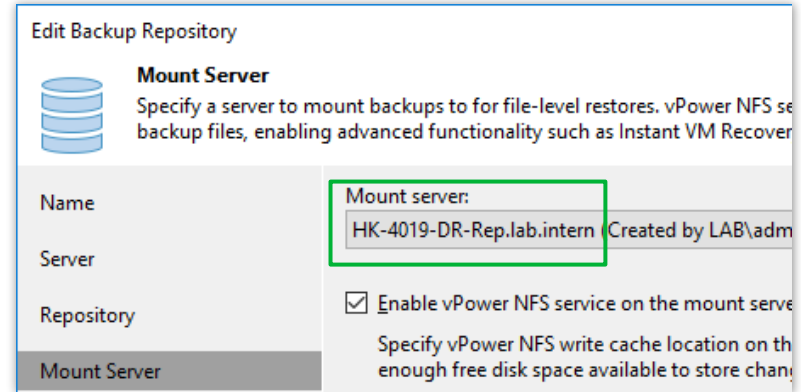 Edit Backup Repository
Mount Server
Specify a server to mount backups to for file-level restores. vPower NFS se
backup files, enabling advanced functionality such as Instant VM Recover
Name
Mount server:
HK-4019-DR-Rep.lab.intern (Created by LAB\adm
Server
Enable vPower NFS service on the mount serve
Repository
Specify vPower NFS write cache location on th
Mount Server
enough free disk space available to store chan